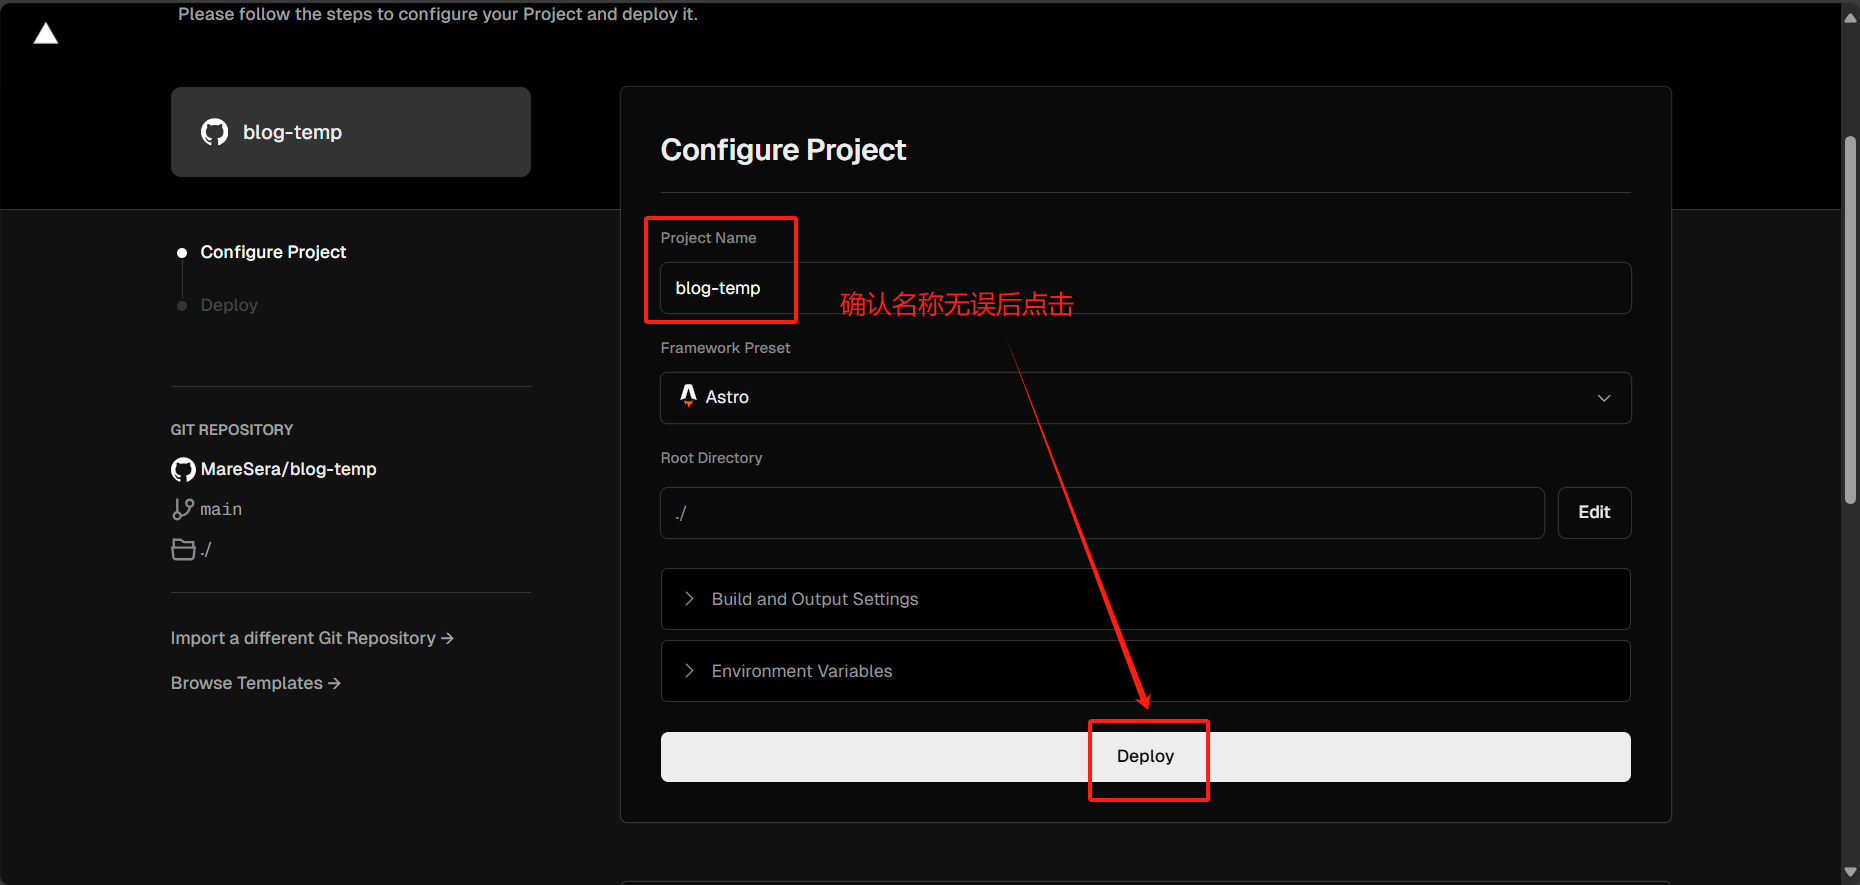 Please follow the steps to configure your Project and deploy it.
blog-temp
Configure Project
Deploy
GIT REPOSITORY
MareSera/blog-temp
main
./
Import a different Git Repository →
Browse Templates →
Configure Project
Project Name
blog-temp
确认名称无误后点击
Framework Preset
Astro
Root Directory
./
Edit
Build and Output Settings
Environment Variables
Deploy